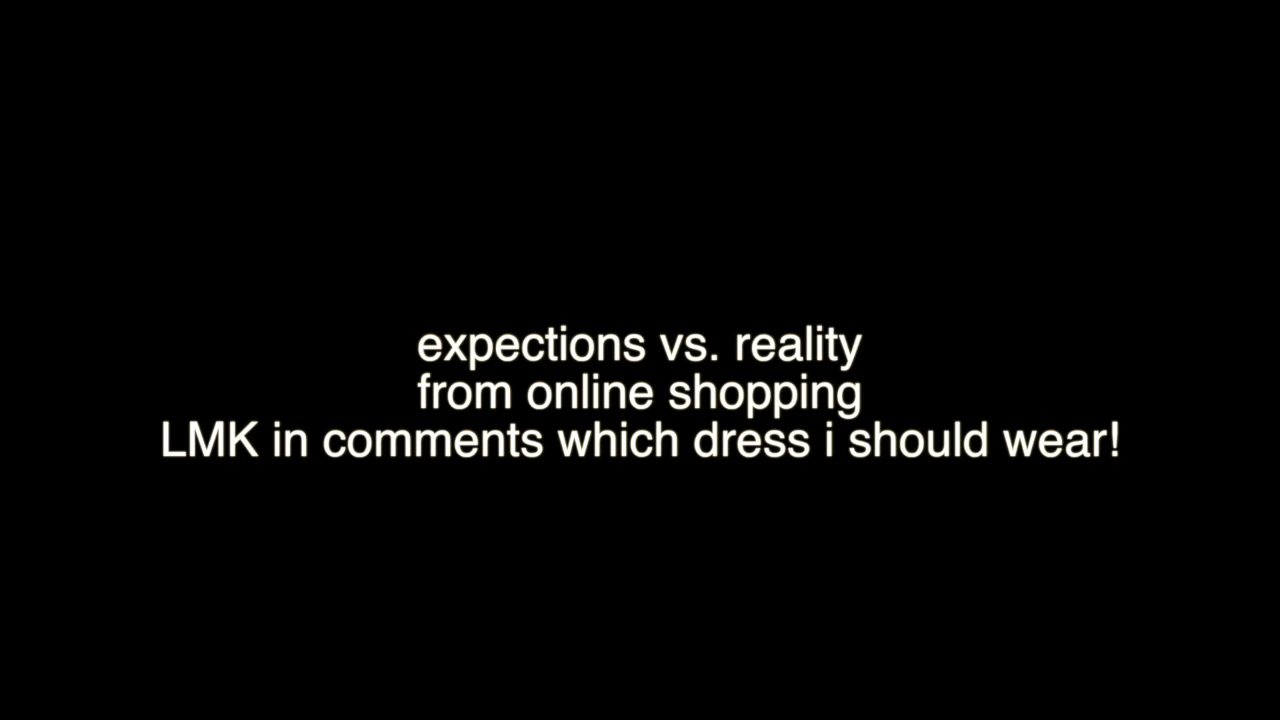 expections vs. reality
from online shopping
LMK in comments which dress i should wear!